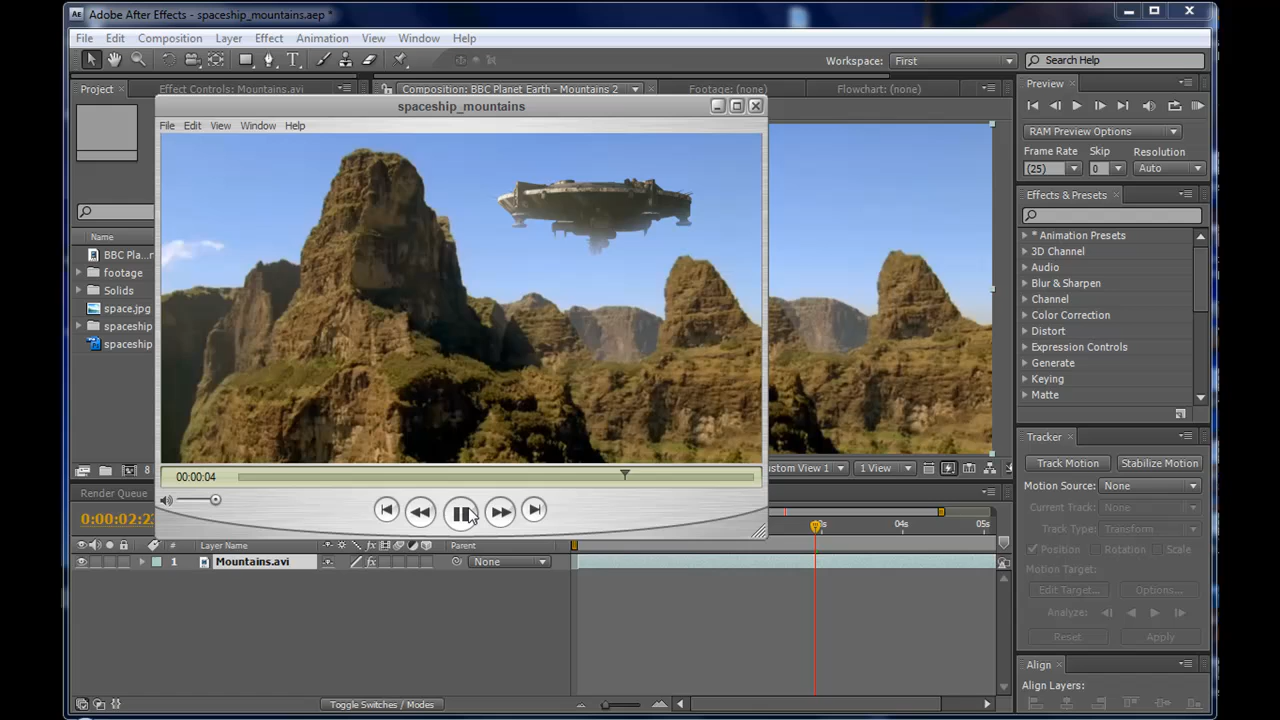 Adobe After Effects - spaceship_mountains.aep *
File Edit Composition Layer Effect Animation View Window Help
Workspace: First Search Help
Project Effect Controls: Mountains.avi Composition: BBC Planet Earth - Mountains 2 Footage: (none) Flowchart: (none)
spaceship_mountains
File Edit View Window Help
Name
BBC Pla...r
footage
Solids
space.jpg
spaceship
spaceship
00:00:04
8
ustom View 1 1 View
Preview
RAM Preview Options
Frame Rate Skip Resolution
(25) 0 Auto
Effects & Presets
* Animation Presets
3D Channel
Audio
Blur & Sharpen
Channel
Color Correction
Distort
Expression Controls
Generate
Keying
Matte
Tracker
Track Motion Stabilize Motion
Motion Source: None
Current Track: None
Track Type: Transform
Position Rotation Scale
Motion Target:
Edit Target... Options...
Analyze:
Reset Apply
Align
Align Layers:
Render Queue
0:00:02:2
04s 05s
# Layer Name Parent
1 Mountains.avi None
Toggle Switches / Modes